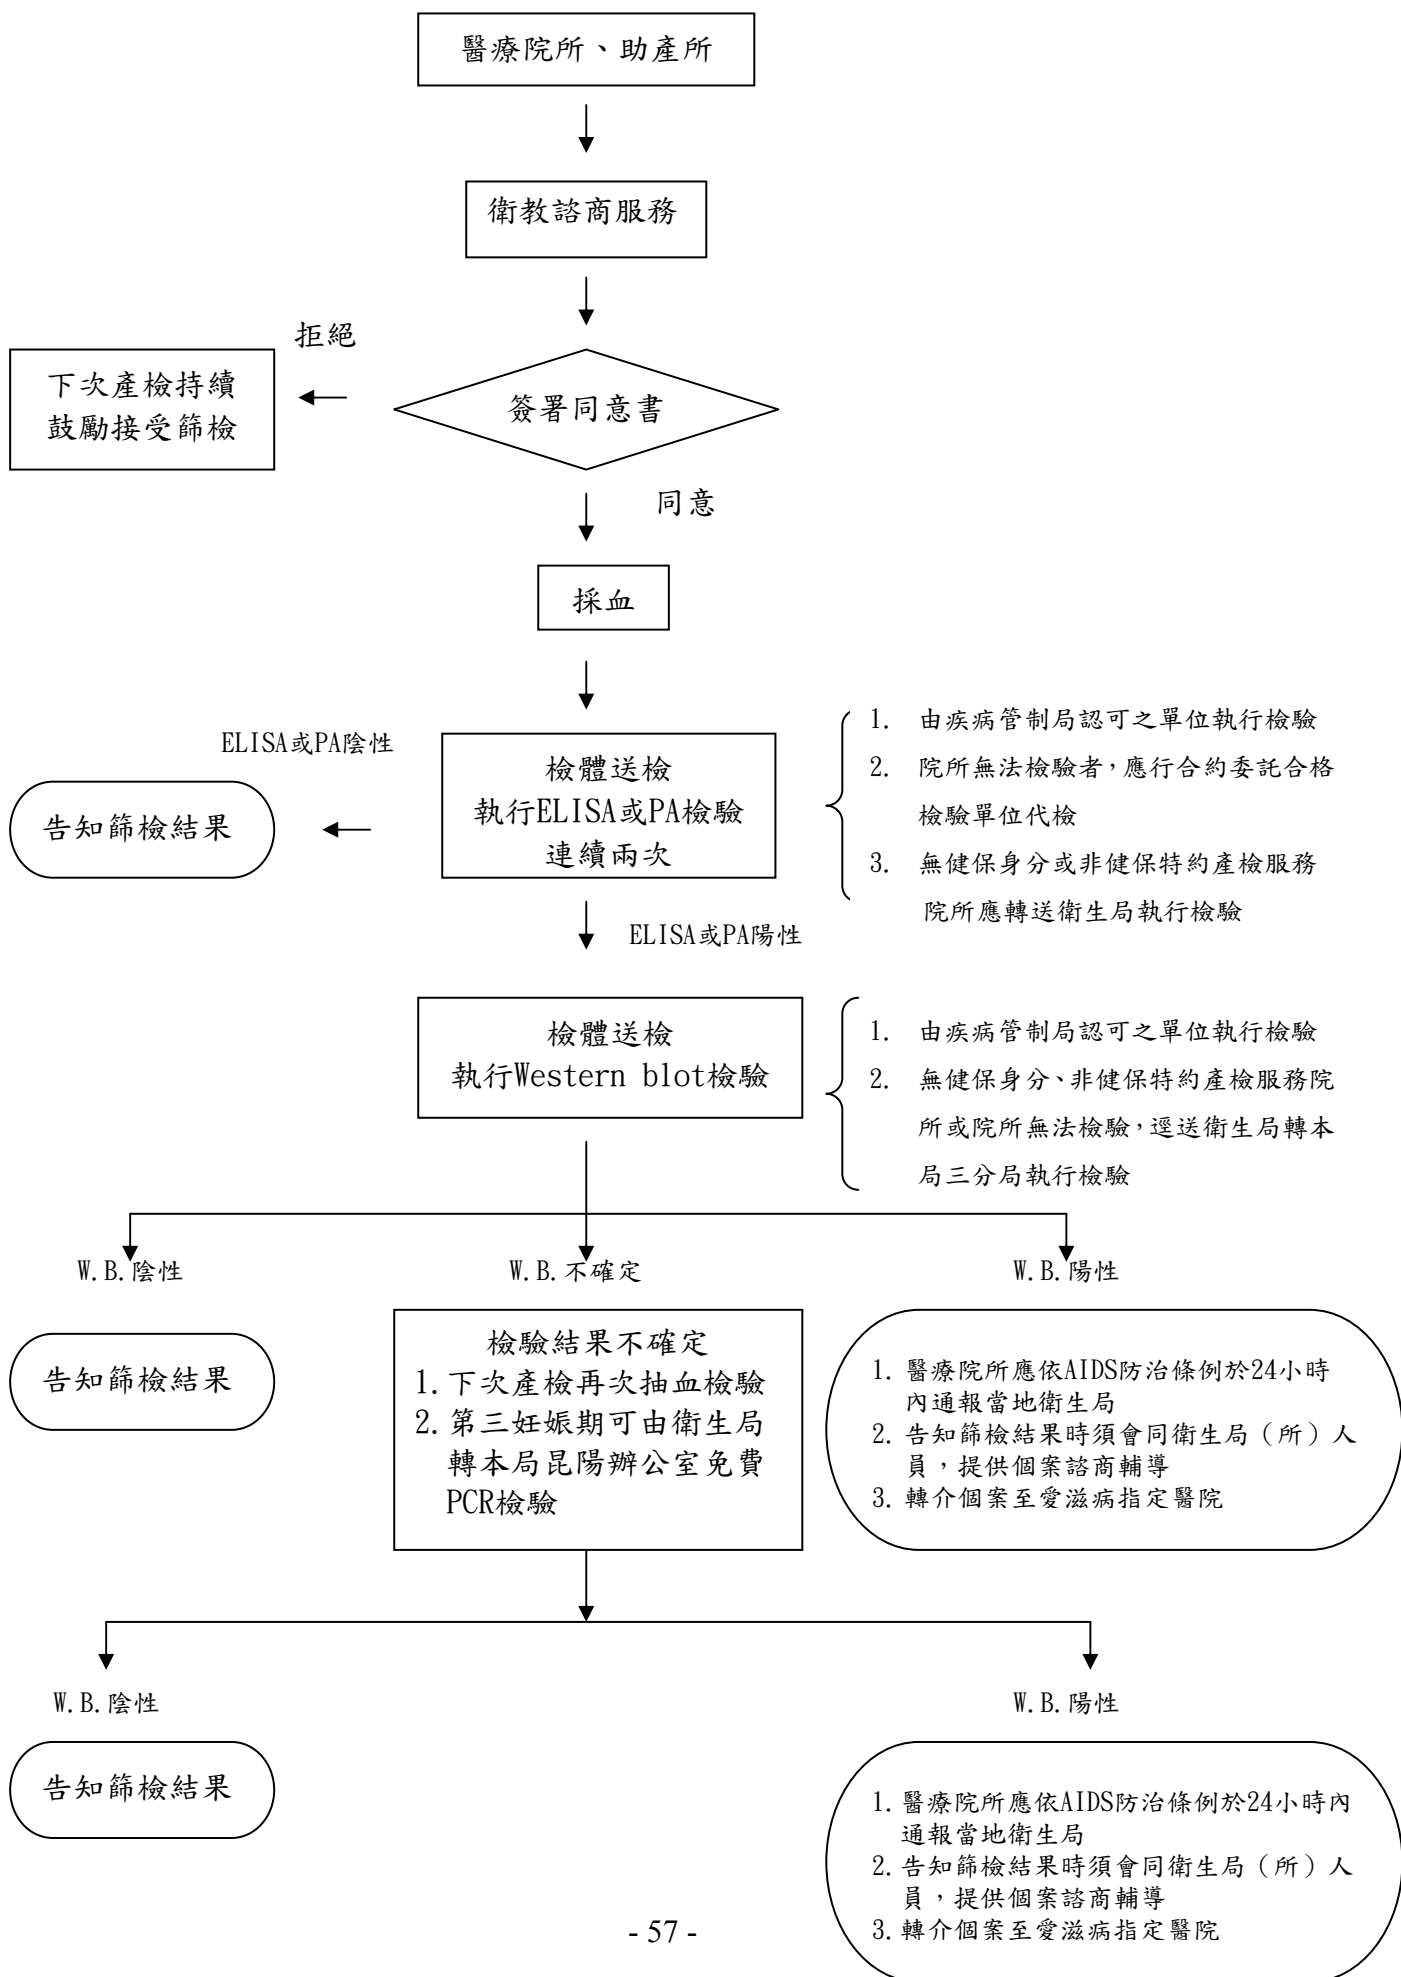 醫療院所、助產所
衛教諮商服務
拒絕
下次產檢持續
鼓勵接受篩檢
簽署同意書
同意
採血
ELISA或PA陰性
告知篩檢結果
檢體送檢
執行ELISA或PA檢驗
連續兩次
1. 由疾病管制局認可之單位執行檢驗
2. 院所無法檢驗者，應行合約委託合格
檢驗單位代檢
3. 無健保身分或非健保特約產檢服務
院所應轉送衛生局執行檢驗
ELISA或PA陽性
檢體送檢
執行Western blot檢驗
1. 由疾病管制局認可之單位執行檢驗
2. 無健保身分、非健保特約產檢服務院
所或院所無法檢驗，逕送衛生局轉本
局三分局執行檢驗
W.B.陰性
W.B.不確定
W.B.陽性
告知篩檢結果
檢驗結果不確定
1.下次產檢再次抽血檢驗
2.第三妊娠期可由衛生局
轉本局昆陽辦公室免費
PCR檢驗
1.醫療院所應依AIDS防治條例於24小時
內通報當地衛生局
2.告知篩檢結果時須會同衛生局（所）人
員，提供個案諮商輔導
3.轉介個案至愛滋病指定醫院
W.B.陰性
W.B.陽性
告知篩檢結果
1.醫療院所應依AIDS防治條例於24小時內
通報當地衛生局
2.告知篩檢結果時須會同衛生局（所）人
員，提供個案諮商輔導
3.轉介個案至愛滋病指定醫院
- 57 -